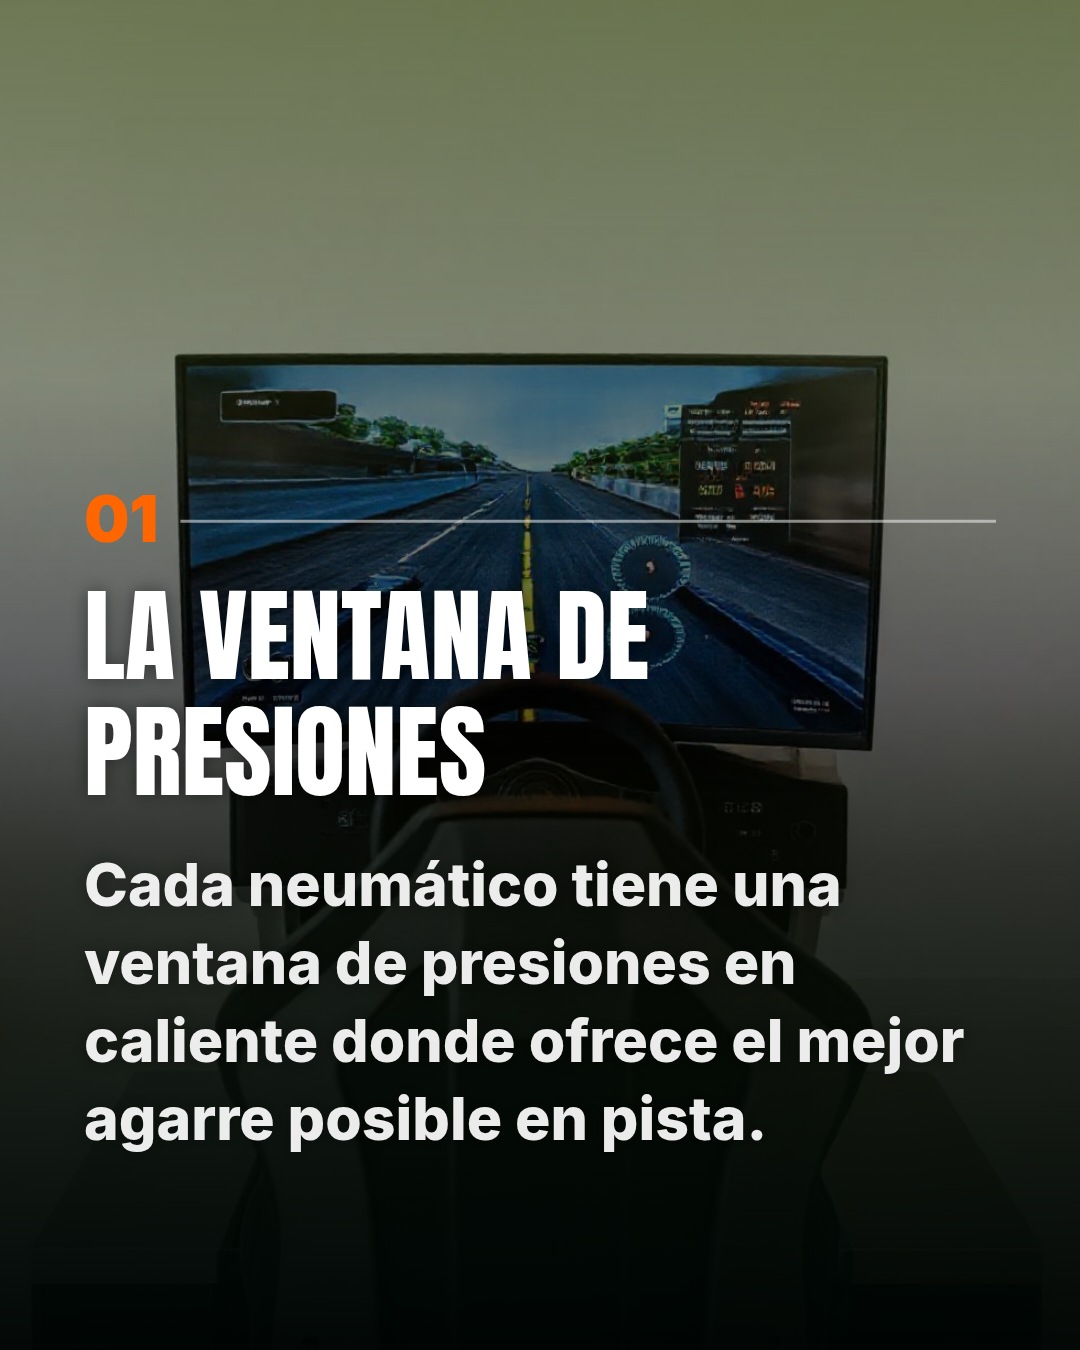 01
LA VENTANA DE
PRESIONES
Cada neumático tiene una
ventana de presiones en
caliente donde ofrece el mejor
agarre posible en pista.